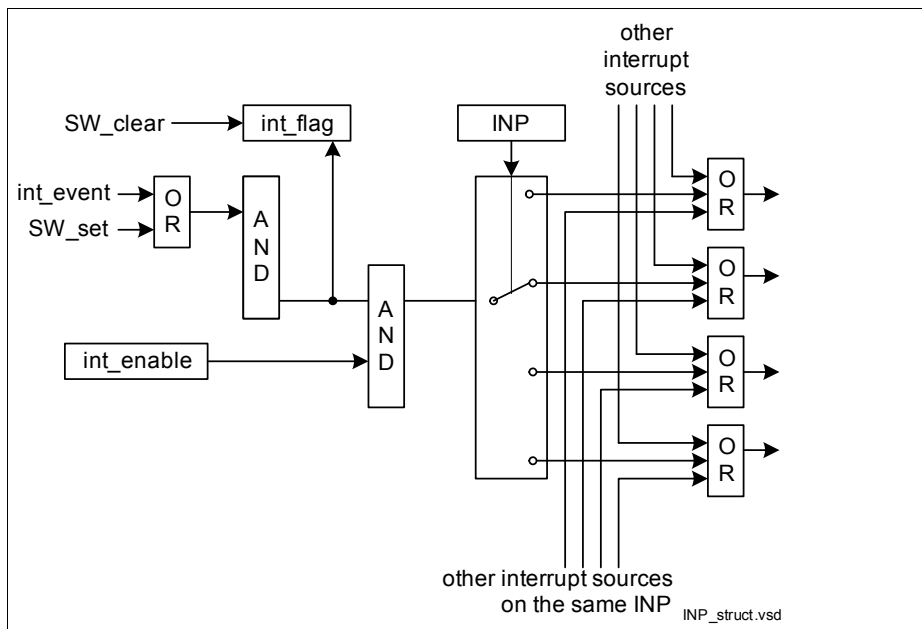 other
interrupt
sources
SW_clear
int_flag
INP
int_event
SW_set
O
R
A
N
D
O
R
O
R
A
N
D
int_enable
O
R
O
R
other interrupt sources
on the same INP
INP_struct.vsd